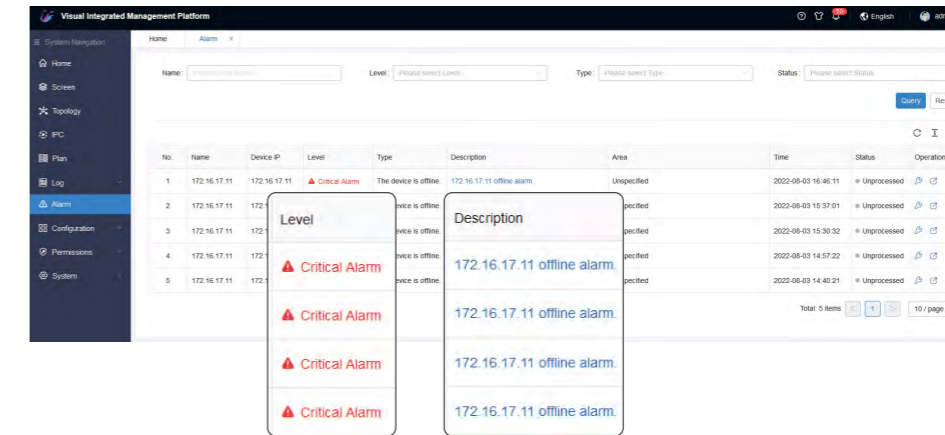 Visual Integrated Management Platform
50
English
System Navigation
Home
Screen
Topology
IPC
Plan
Log
Alarm
Configuration
Permissions
System
Home Alarm ×
Name: Level: Please select Level Type: Please select Type Status: Please select Status
Query
No. Name Device IP Level Type Description Area Time Status Operation
1 172.16.17.11 172.16.17.11 Critical Alarm The device is offline. 172.16.17.11 offline alarm. Unspecified 2022-08-03 16:46:11 Unprocessed
2 172.16.17.11 2022-08-03 15:37:01 Unprocessed
3 172.16.17.11 2022-08-03 15:30:32 Unprocessed
4 172.16.17.11 2022-08-03 14:57:22 Unprocessed
5 172.16.17.11 2022-08-03 14:40:21 Unprocessed
Total: 5 items 1 10 / page
Level
Critical Alarm
Critical Alarm
Critical Alarm
Critical Alarm
Description
172.16.17.11 offline alarm.
172.16.17.11 offline alarm.
172.16.17.11 offline alarm.
172.16.17.11 offline alarm.